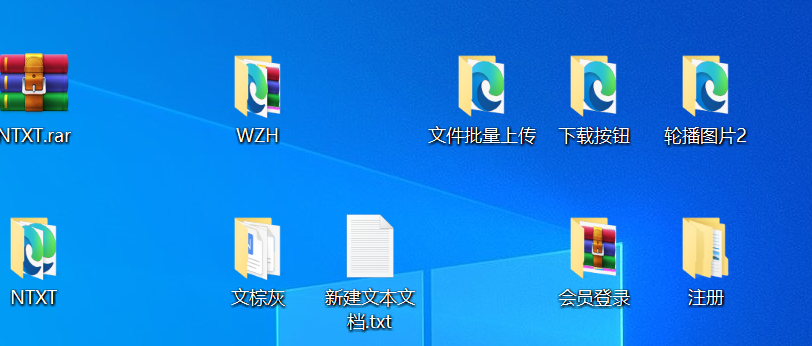 NTXT.rar
WZH
文件批量上传
下载按钮
轮播图片2
NTXT
文棕灰
新建文本文
档.txt
会员登录
注册